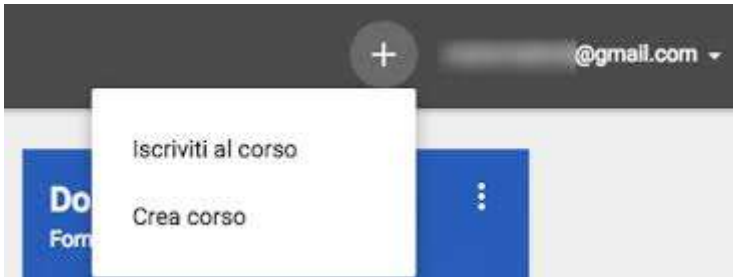 +
@gmail.com
Iscriviti al corso
Crea corso
Do
Forn